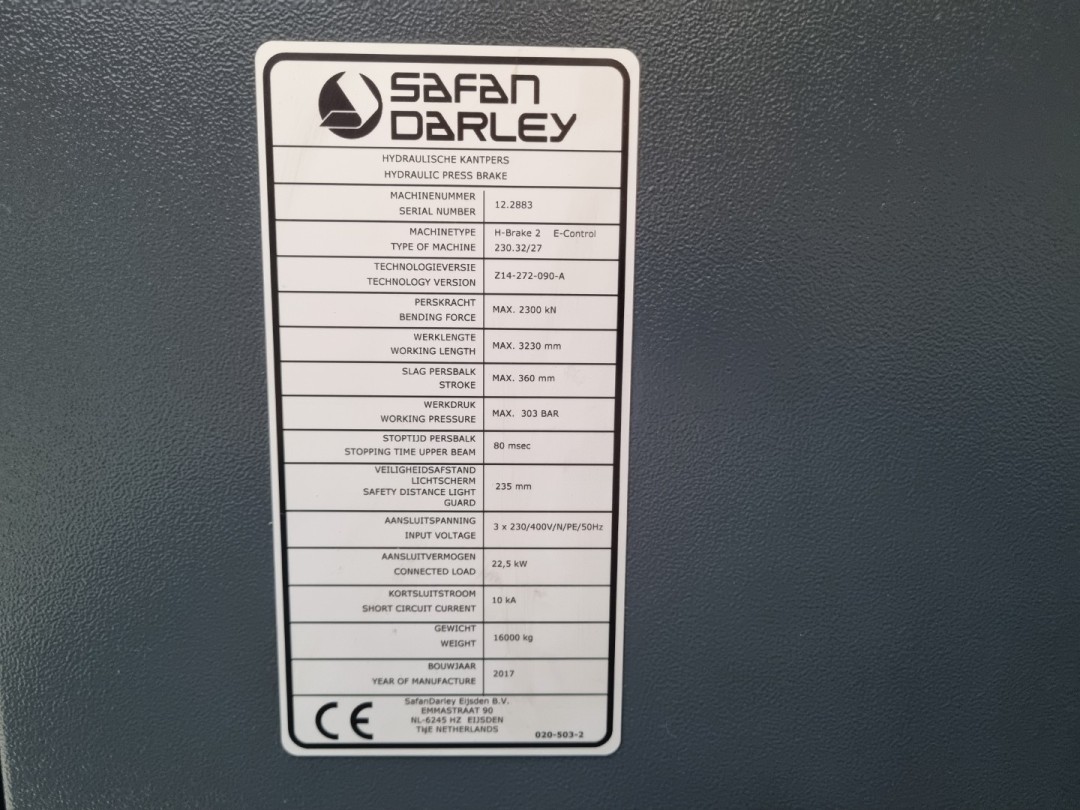 SAFAN
DARLEY
HYDRAULISCHE KANTPERS
HYDRAULIC PRESS BRAKE
MACHINENUMMER
SERIAL NUMBER
12.2883
MACHINETYPE
TYPE OF MACHINE
H-Brake 2 E-Control
230.32/27
TECHNOLOGIEVERSIE
TECHNOLOGY VERSION
Z14-272-090-A
PERSKRACHT
BENDING FORCE
MAX. 2300 kN
WERKLENGTE
WORKING LENGTH
MAX. 3230 mm
SLAG PERSBALK
STROKE
MAX. 360 mm
WERKDRUK
WORKING PRESSURE
MAX. 303 BAR
STOPTIJD PERSBALK
STOPPING TIME UPPER BEAM
80 msec
VEILIGHEIDSAFSTAND
LICHTSCHERM
SAFETY DISTANCE LIGHT
GUARD
235 mm
AANSLUITSPANNING
INPUT VOLTAGE
3 x 230/400V/N/PE/50Hz
AANSLUITVERMOGEN
CONNECTED LOAD
22,5 kW
KORTSLUITSTROOM
SHORT CIRCUIT CURRENT
10 kA
GEWICHT
WEIGHT
16000 kg
BOUWJAAR
YEAR OF MANUFACTURE
2017
CE
SafanDarley Eijsden B.V.
EMMASTRAAT 90
NL-6245 HZ EIJSDEN
THE NETHERLANDS
020-503-2